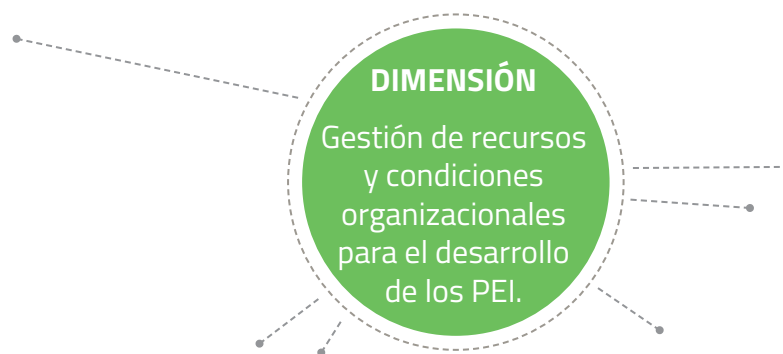 DIMENSIÓN
Gestión de recursos
y condiciones
organizacionales
para el desarrollo
de los PEI.